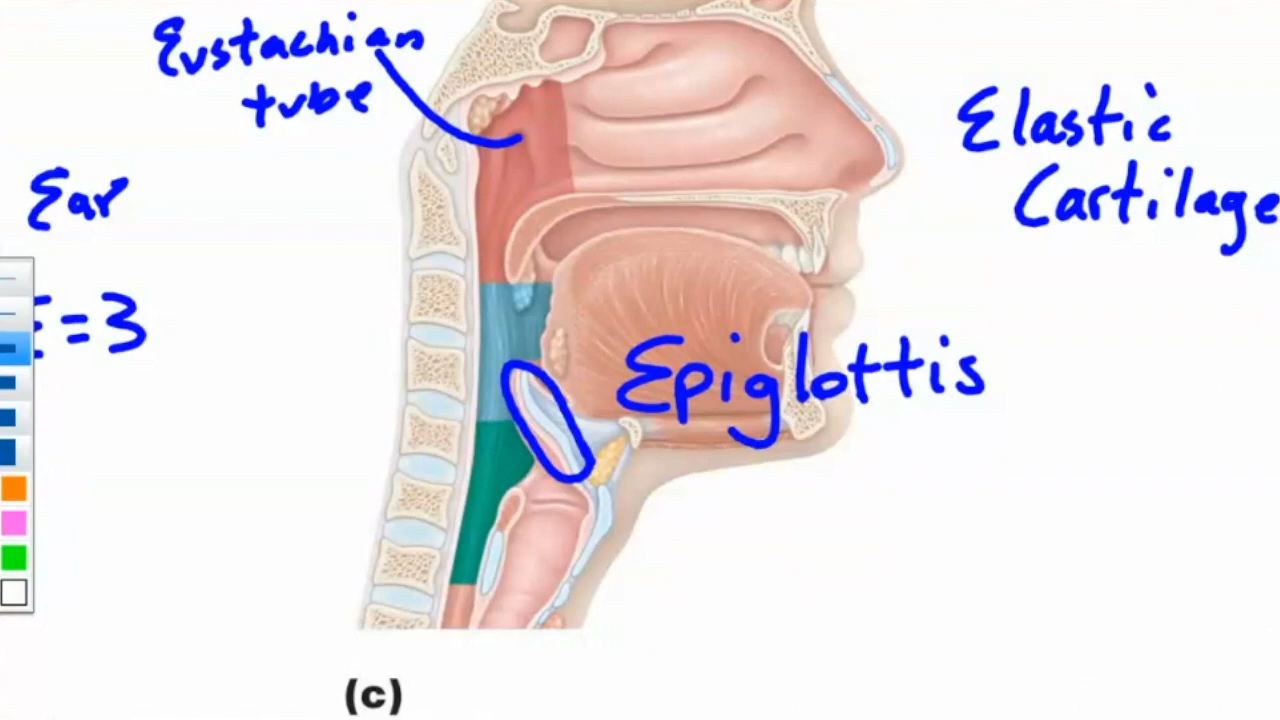 Eustachian
tube
Elastic
Cartilage
Ear
E=3
Epiglottis
(c)